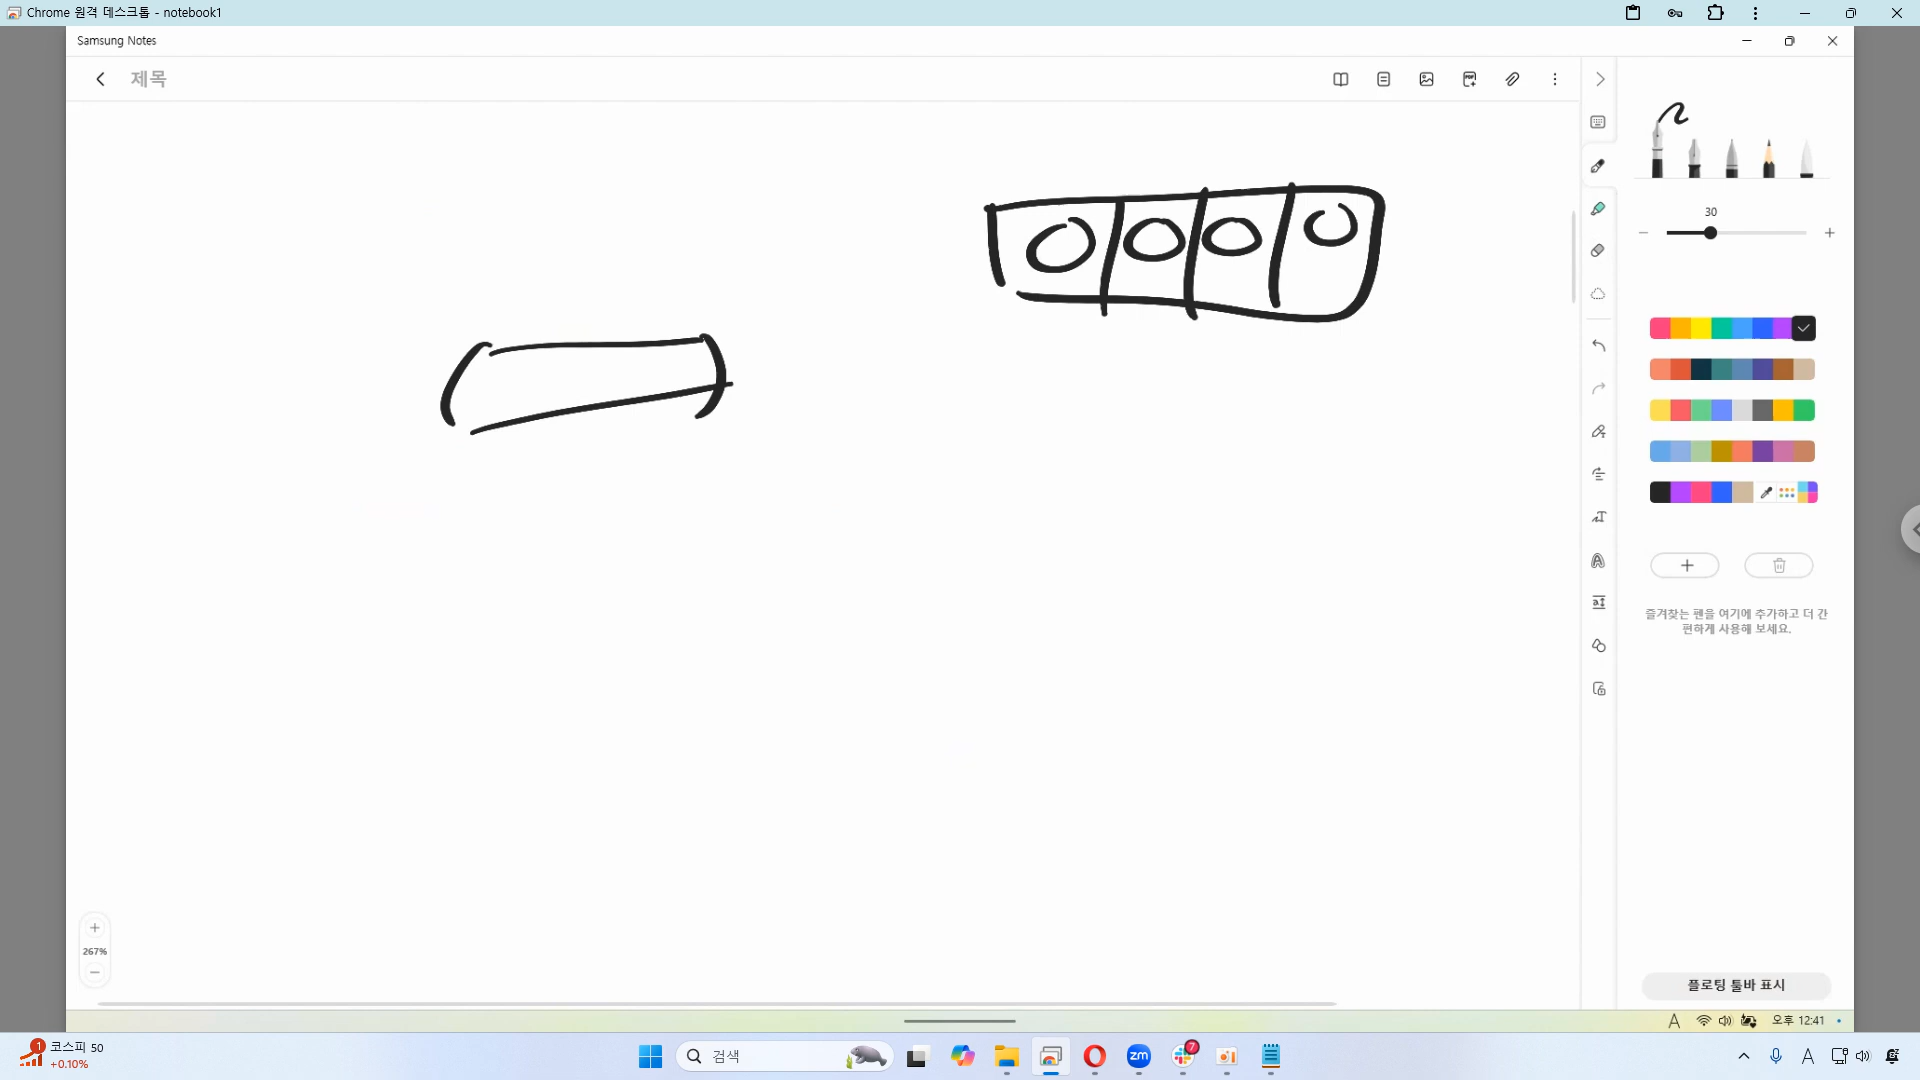 Chrome 원격 데스크톱 - notebook1
Samsung Notes
제목
30
즐겨찾는 펜을 여기에 추가하고 더 간
편하게 사용해 보세요.
267%
플로팅 툴바 표시
A
오후 12:41
1
코스피 50
+0.10%
검색
zm
7
A